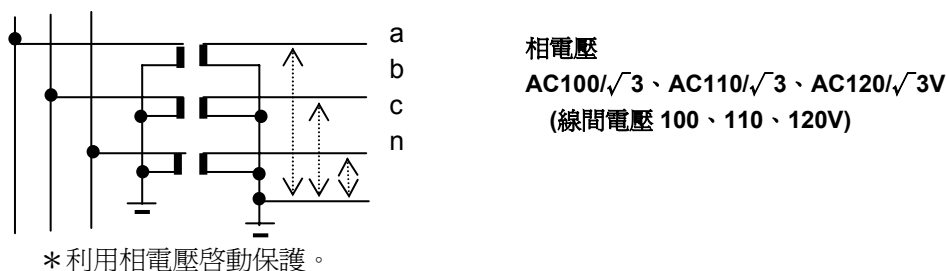 a
b
c
n
相電壓
AC100/√3、AC110/√3、AC120/√3V
(線間電壓 100、110、120V)
＊利用相電壓啓動保護。